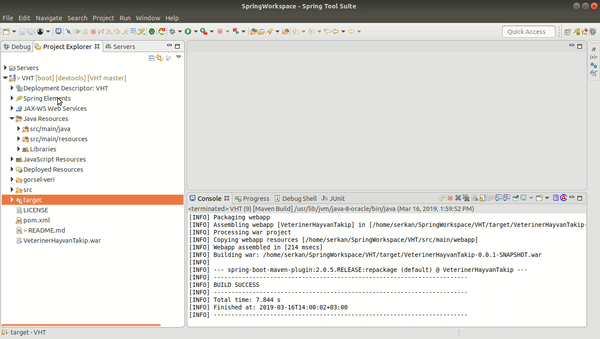 SpringWorkspace - Spring Tool Suite
File Edit Navigate Search Project Run Window Help
Quick Access
Debug Project Explorer Servers
Servers
> VHT [boot] [devtools] [VHT master]
Deployment Descriptor: VHT
Spring Elements
JAX-WS Web Services
Java Resources
src/main/java
src/main/resources
Libraries
JavaScript Resources
Deployed Resources
gorsel-veri
src
target
LICENSE
pom.xml
> README.md
VeterinerHayvanTakip.war
Console Progress Debug Shell JUnit
<terminated> VHT (9) [Maven Build] /usr/lib/jvm/java-8-oracle/bin/java (Mar 16, 2019, 1:59:52 PM)
[INFO] Packaging webapp
[INFO] Assembling webapp [VeterinerHayvanTakip] in [/home/serkan/SpringWorkspace/VHT/target/VeterinerHayvanTakip-
[INFO] Processing war project
[INFO] Copying webapp resources [/home/serkan/SpringWorkspace/VHT/src/main/webapp]
[INFO] Webapp assembled in [214 msecs]
[INFO] Building war: /home/serkan/SpringWorkspace/VHT/target/VeterinerHayvanTakip-0.0.1-SNAPSHOT.war
[INFO]
[INFO] --- spring-boot-maven-plugin:2.0.5.RELEASE:repackage (default) @ VeterinerHayvanTakip ---
[INFO] ------------------------------------------------------------------------
[INFO] BUILD SUCCESS
[INFO] ------------------------------------------------------------------------
[INFO] Total time: 7.844 s
[INFO] Finished at: 2019-03-16T14:00:02+03:00
[INFO] ------------------------------------------------------------------------
target - VHT